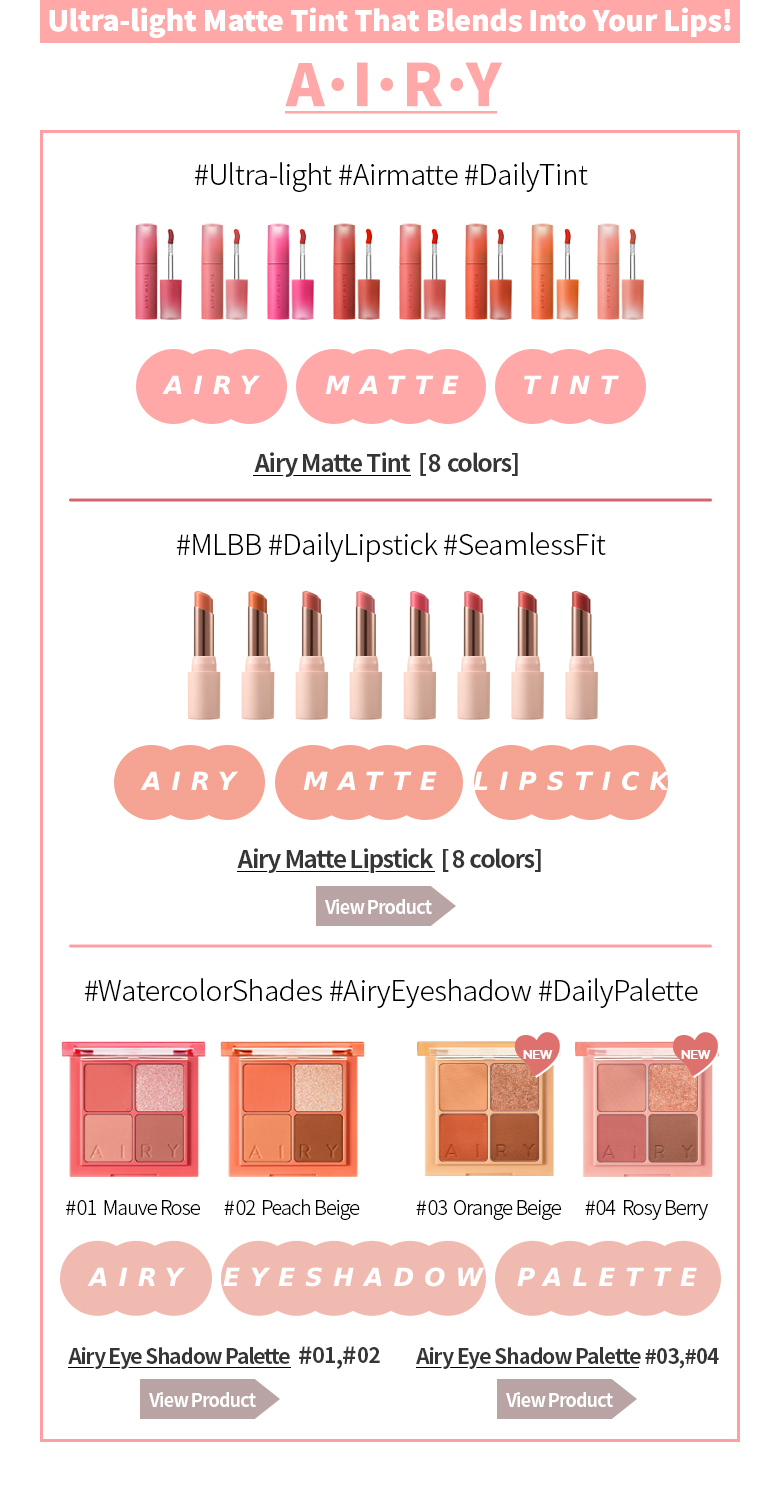 Ultra-light Matte Tint That Blends Into Your Lips!
A·I·R·Y
#Ultra-light #Airmatte #DailyTint
AIRY MATTE TINT
Airy Matte Tint [8 colors]
#MLBB #DailyLipstick #SeamlessFit
AIRY MATTE LIPSTICK
Airy Matte Lipstick [8 colors]
View Product
#WatercolorShades #AiryEyeshadow #DailyPalette
NEW NEW
AIRY AIRY AIRY AIRY
#01 Mauve Rose #02 Peach Beige #03 Orange Beige #04 Rosy Berry
AIRY EYESHADOW PALETTE
Airy Eye Shadow Palette #01,#02 Airy Eye Shadow Palette #03,#04
View Product View Product